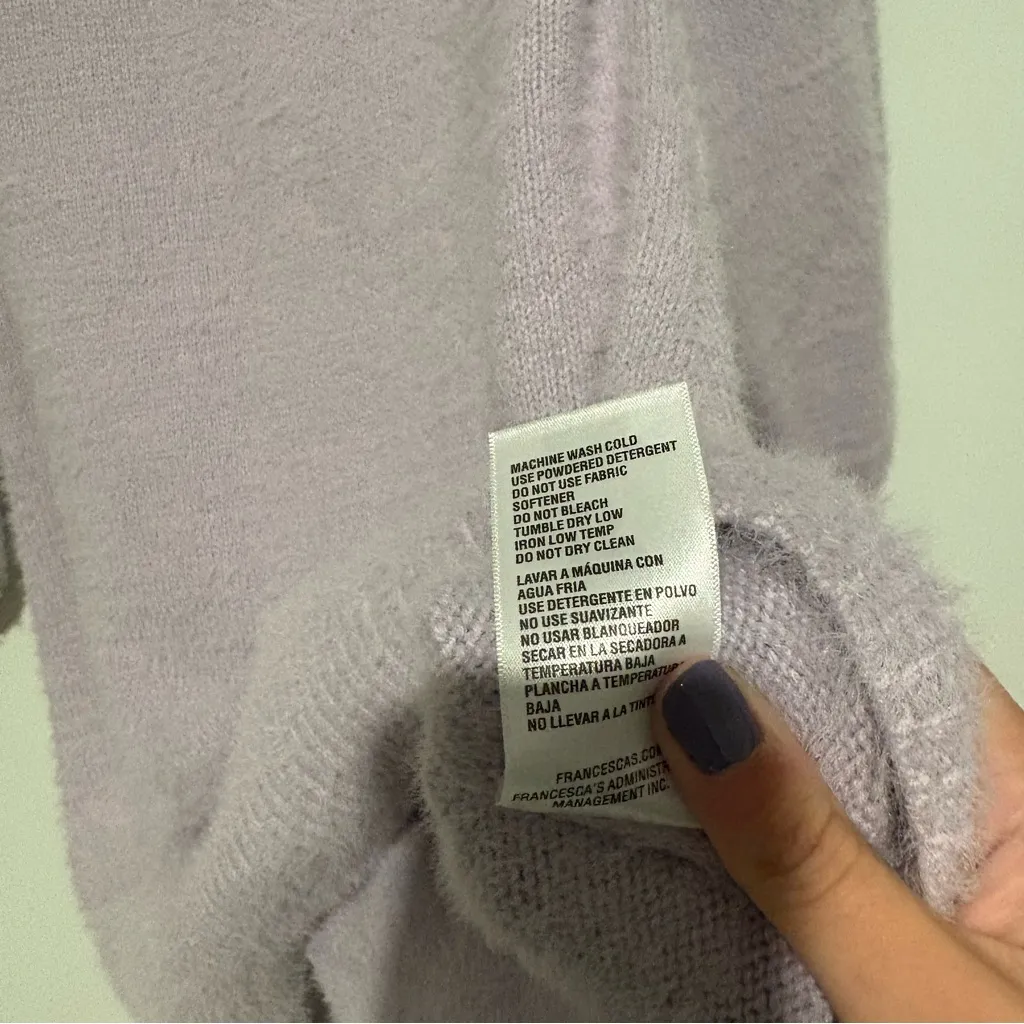 MACHINE WASH COLD
USE POWDERED DETERGENT
DO NOT USE FABRIC
SOFTENER
DO NOT BLEACH
TUMBLE DRY LOW
IRON LOW TEMP
DO NOT DRY CLEAN
LAVAR A MÁQUINA CON
AGUA FRIA
USE DETERGENTE EN POLVO
NO USE SUAVIZANTE
NO USAR BLANQUEADOR
SECAR EN LA SECADORA A
TEMPERATURA BAJA
PLANCHA A TEMPERATURA
BAJA
NO LLEVAR A LA
FRANCESCAS.COM
FRANCESCA'S
MANAGEMENT INC.